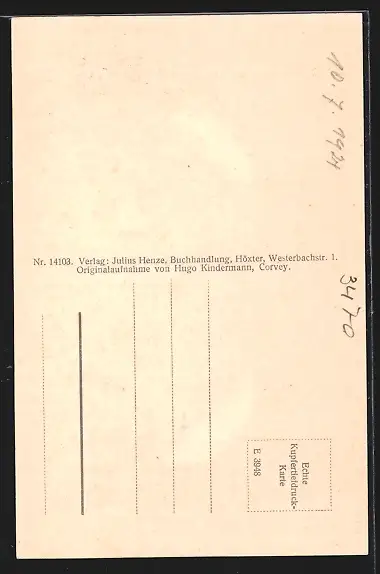 10.7.1921
Nr. 14103. Verlag: Julius Henze, Buchhandlung, Höxter, Westerbachstr. 1.
Originalaufnahme von Hugo Kindermann, Corvey.
3470
Echte
Kupfertiefdruck-
Karte
E 3948